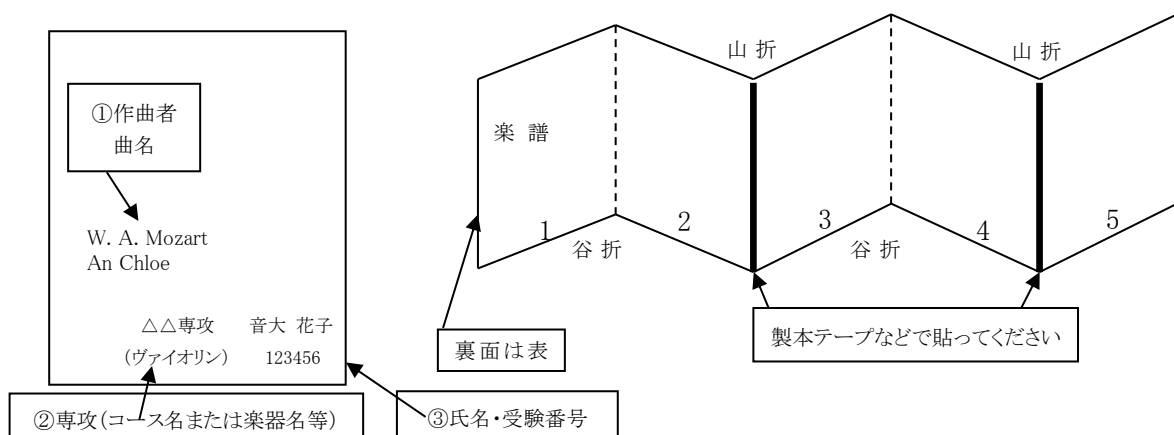 ①作曲者
曲名
W. A. Mozart
An Chloe
△△専攻 音大 花子
(ヴァイオリン) 123456
②専攻(コース名または楽器名等)
③氏名・受験番号
山 折
山 折
楽 譜
1
2
3
4
5
谷 折
谷 折
裏面は表
製本テープなどで貼ってください